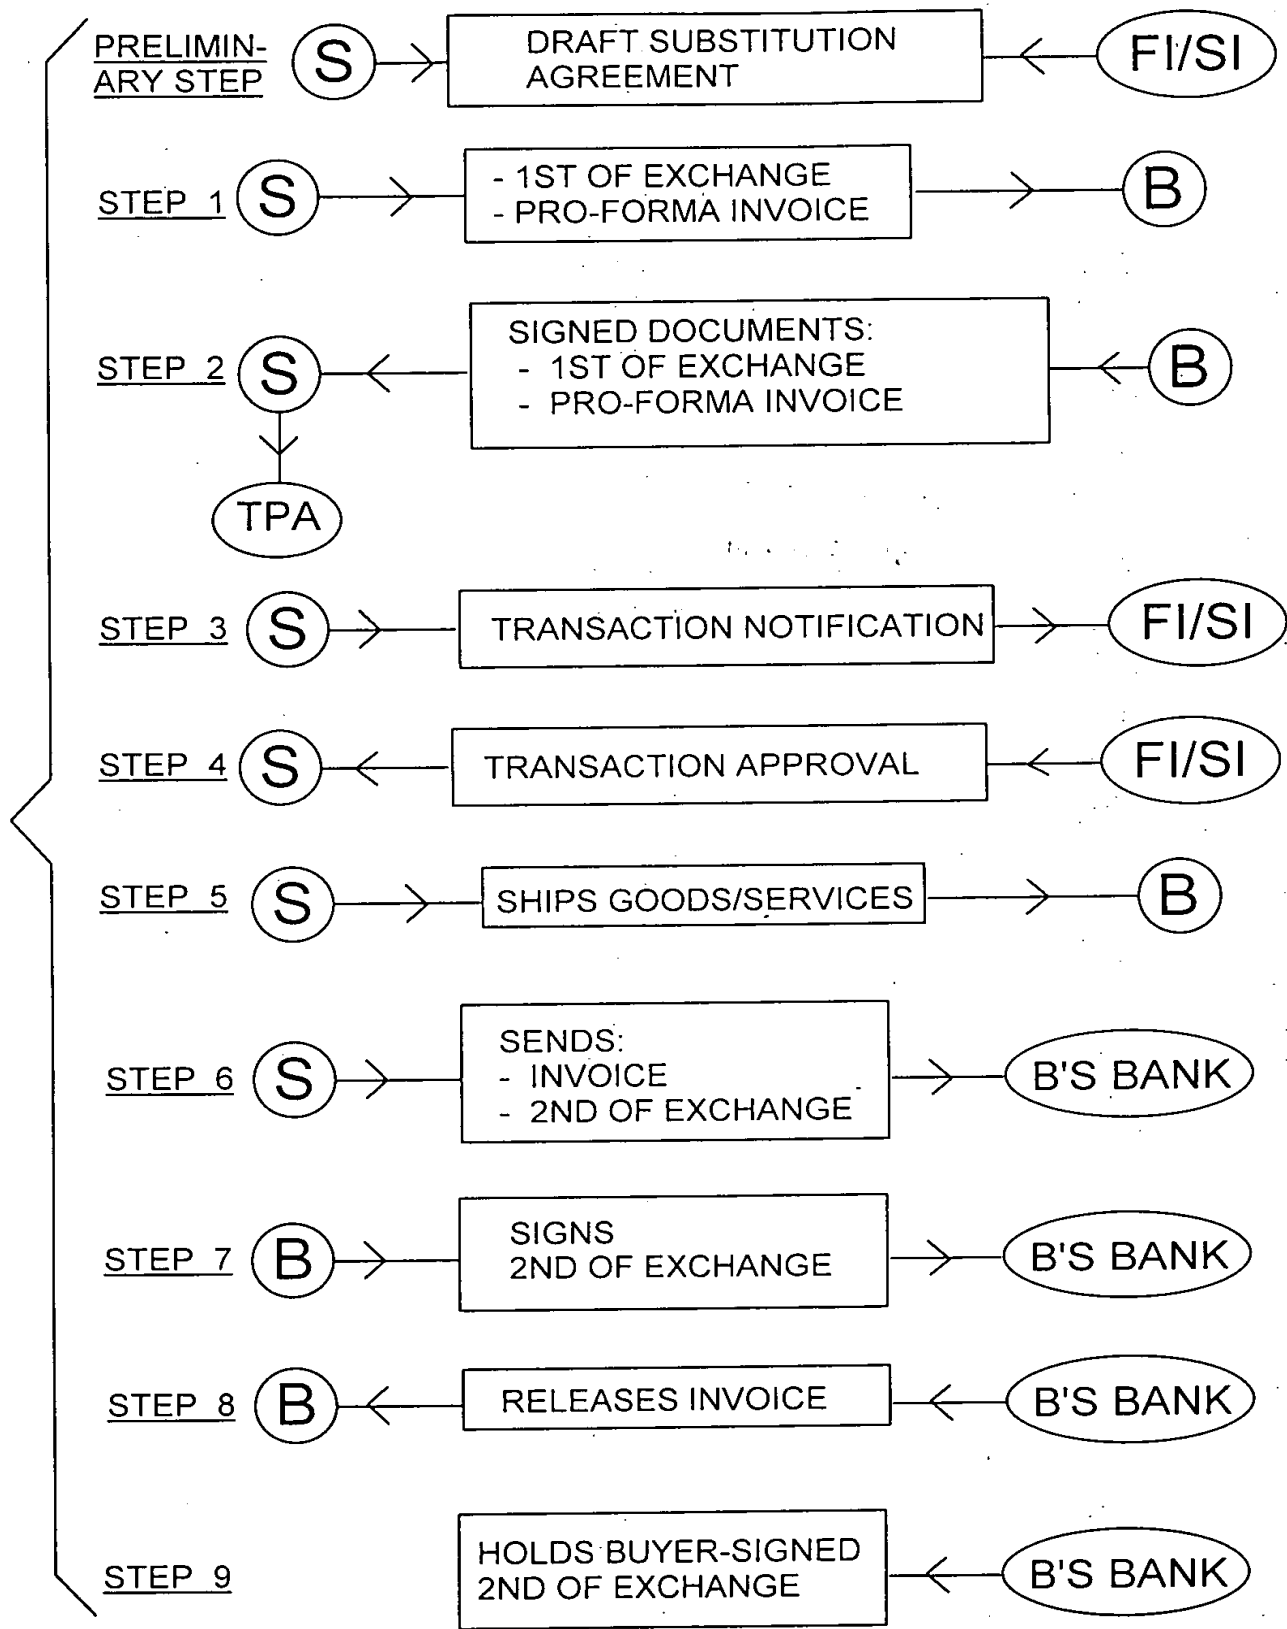 PRELIMIN-
ARY STEP
S
DRAFT SUBSTITUTION
AGREEMENT
FI/SI
STEP 1
S
- 1ST OF EXCHANGE
- PRO-FORMA INVOICE
B
STEP 2
S
SIGNED DOCUMENTS:
- 1ST OF EXCHANGE
- PRO-FORMA INVOICE
B
TPA
STEP 3
S
TRANSACTION NOTIFICATION
FI/SI
STEP 4
S
TRANSACTION APPROVAL
FI/SI
STEP 5
S
SHIPS GOODS/SERVICES
B
STEP 6
S
SENDS:
- INVOICE
- 2ND OF EXCHANGE
B'S BANK
STEP 7
B
SIGNS
2ND OF EXCHANGE
B'S BANK
STEP 8
B
RELEASES INVOICE
B'S BANK
STEP 9
HOLDS BUYER-SIGNED
2ND OF EXCHANGE
B'S BANK